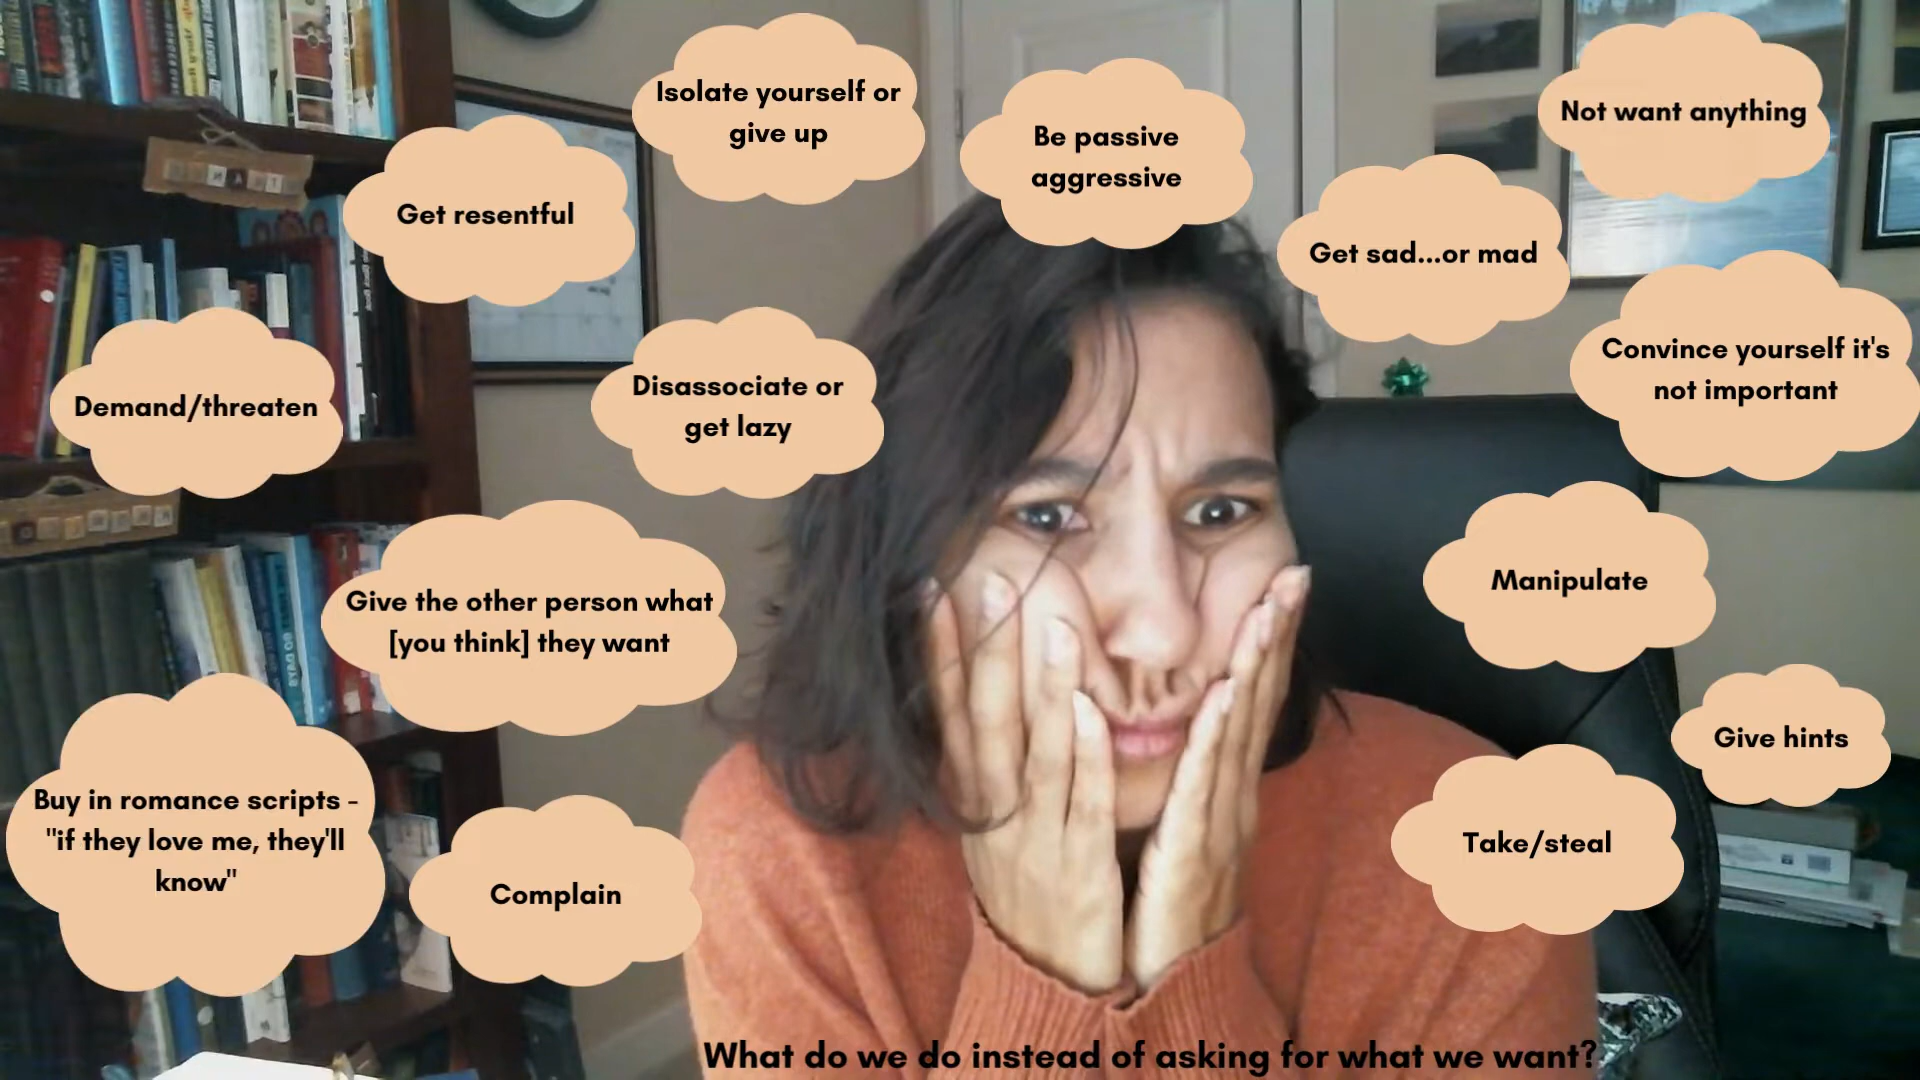 Isolate yourself or
give up
Be passive
aggressive
Not want anything
Get resentful
Get sad...or mad
Convince yourself it's
not important
Demand/threaten
Disassociate or
get lazy
Manipulate
Give the other person what
[you think] they want
Give hints
Buy in romance scripts -
"if they love me, they'll
know"
Complain
Take/steal
What do we do instead of asking for what we want?